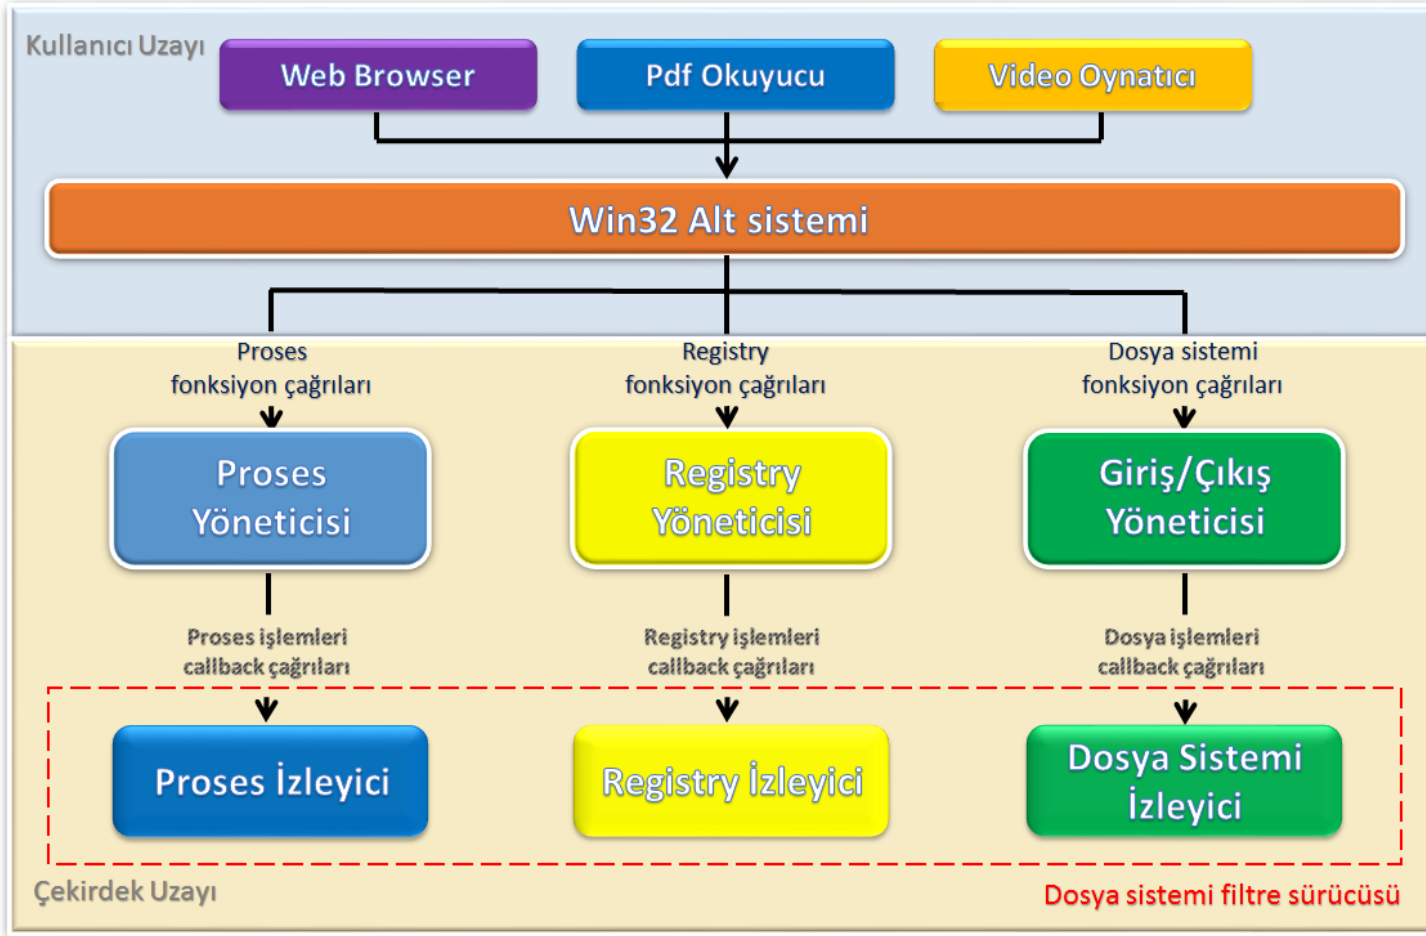 Kullanıcı Uzayı
Web Browser
Pdf Okuyucu
Video Oynatıcı
Win32 Alt sistemi
Proses
fonksiyon çağrıları
Registry
fonksiyon çağrıları
Dosya sistemi
fonksiyon çağrıları
Proses
Yöneticisi
Registry
Yöneticisi
Giriş/Çıkış
Yöneticisi
Proses işlemleri
callback çağrıları
Registry işlemleri
callback çağrıları
Dosya işlemleri
callback çağrıları
Proses İzleyici
Registry İzleyici
Dosya Sistemi
İzleyici
Çekirdek Uzayı
Dosya sistemi filtre sürücüsü